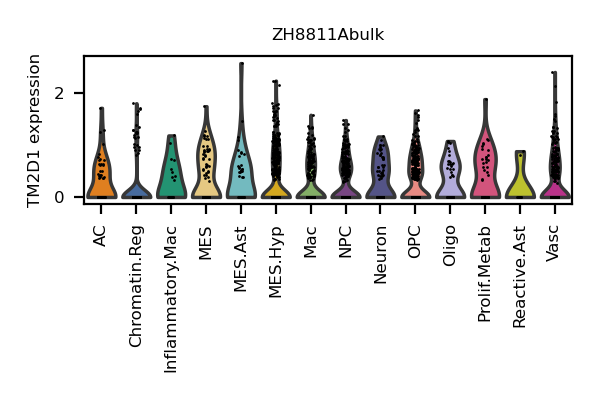 ZH8811Abulk
TM2D1 expression
2
0
AC
Chromatin.Reg
Inflammatory.Mac
MES
MES.Ast
MES.Hyp
Mac
NPC
Neuron
OPC
Oligo
Prolif.Metab
Reactive.Ast
Vasc